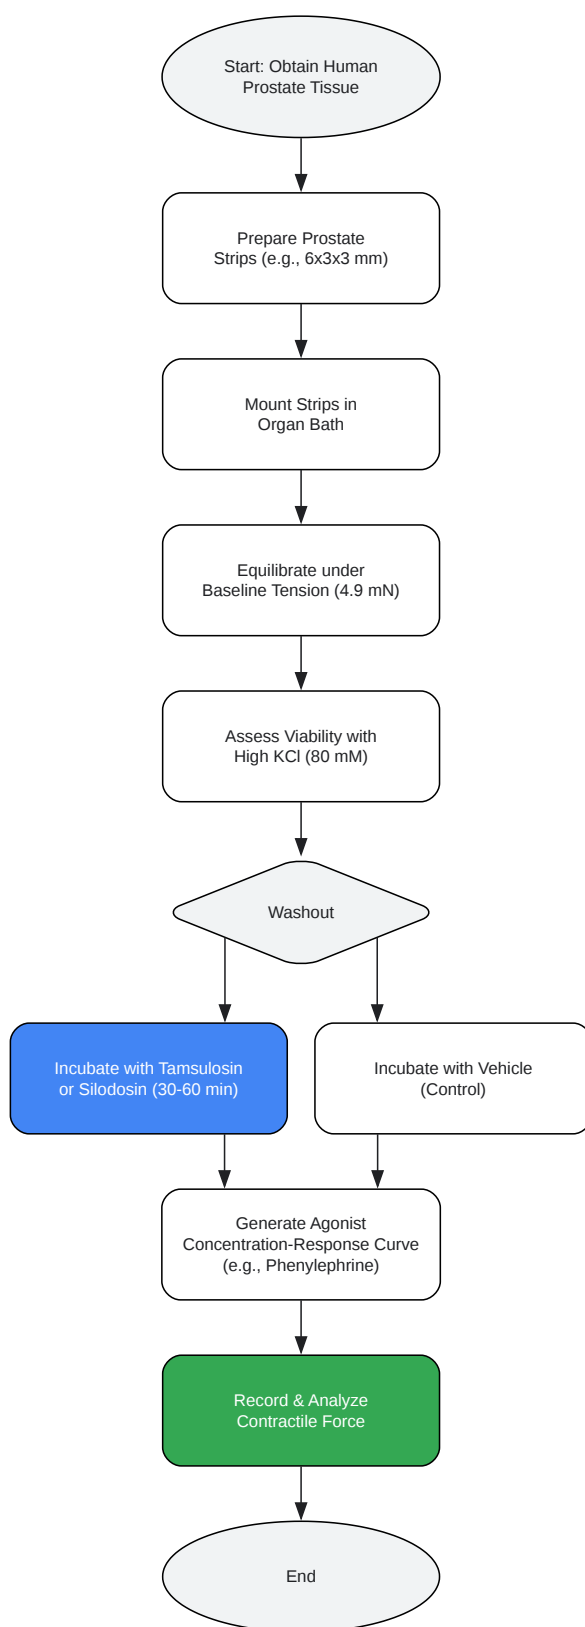 Start: Obtain Human
Prostate Tissue
Prepare Prostate
Strips (e.g., 6x3x3 mm)
Mount Strips in
Organ Bath
Equilibrate under
Baseline Tension (4.9 mN)
Assess Viability with
High KCl (80 mM)
Washout
Incubate with Tamsulosin
or Silodosin (30-60 min)
Incubate with Vehicle
(Control)
Generate Agonist
Concentration-Response Curve
(e.g., Phenylephrine)
Record & Analyze
Contractile Force
End